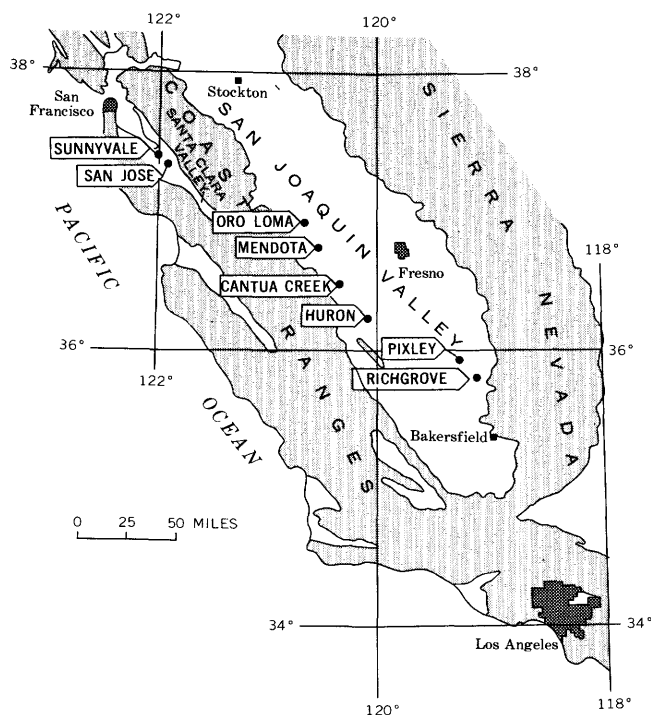 122°
120°
38°
38°
San
Francisco
Stockton
SUNNYVALE
SAN JOSE
SANTA CLARA
VALLEY
COAST
RANGES
SAN JOAQUIN VALLEY
SIERRA
NEVADA
ORO LOMA
MENDOTA
CANTUA CREEK
HURON
Fresno
118°
PACIFIC
OCEAN
36°
36°
122°
PIXLEY
RICHGROVE
Bakersfield
0 25 50 MILES
34°
34°
Los Angeles
120°
118°